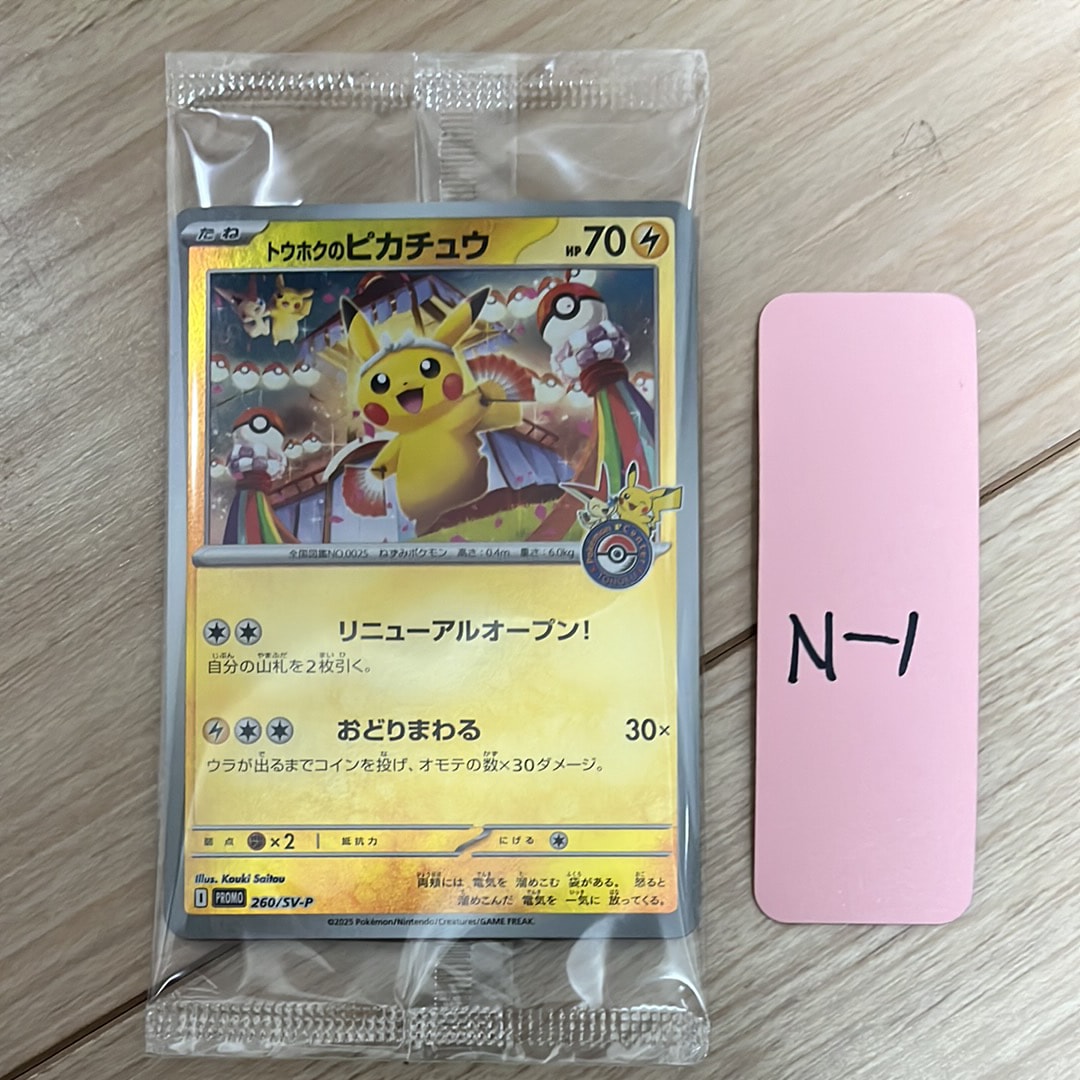 たね
トウホクのピカチュウ
HP 70
全国図鑑NO.0025 ねずみポケモン 高さ:0.4m 重さ:6.0kg
Pokémon Center
TOHOKU
リニューアルオープン!
自分の山札を2枚引く。
おどりまわる 30×
ウラが出るまでコインを投げ、オモテの数×30ダメージ。
弱点 ×2 抵抗力 にげる
Illus. Kouki Saitou
両頬には 電気を 溜めこむ 袋がある。 怒ると
溜めこんだ 電気を 一気に 放ってくる。
I PROMO 260/SV-P
©2025 Pokémon/Nintendo/Creatures/GAME FREAK.
N-1